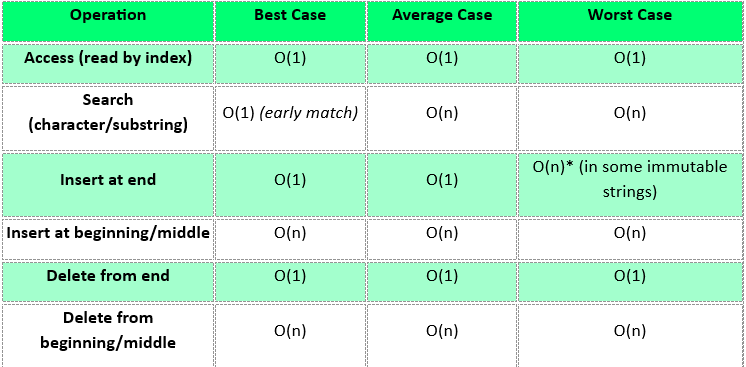 Operation Best Case Average Case Worst Case
Access (read by index) O(1) O(1) O(1)
Search
(character/substring) O(1) (early match) O(n) O(n)
Insert at end O(1) O(1) O(n)* (in some immutable
strings)
Insert at beginning/middle O(n) O(n) O(n)
Delete from end O(1) O(1) O(1)
Delete from
beginning/middle O(n) O(n) O(n)